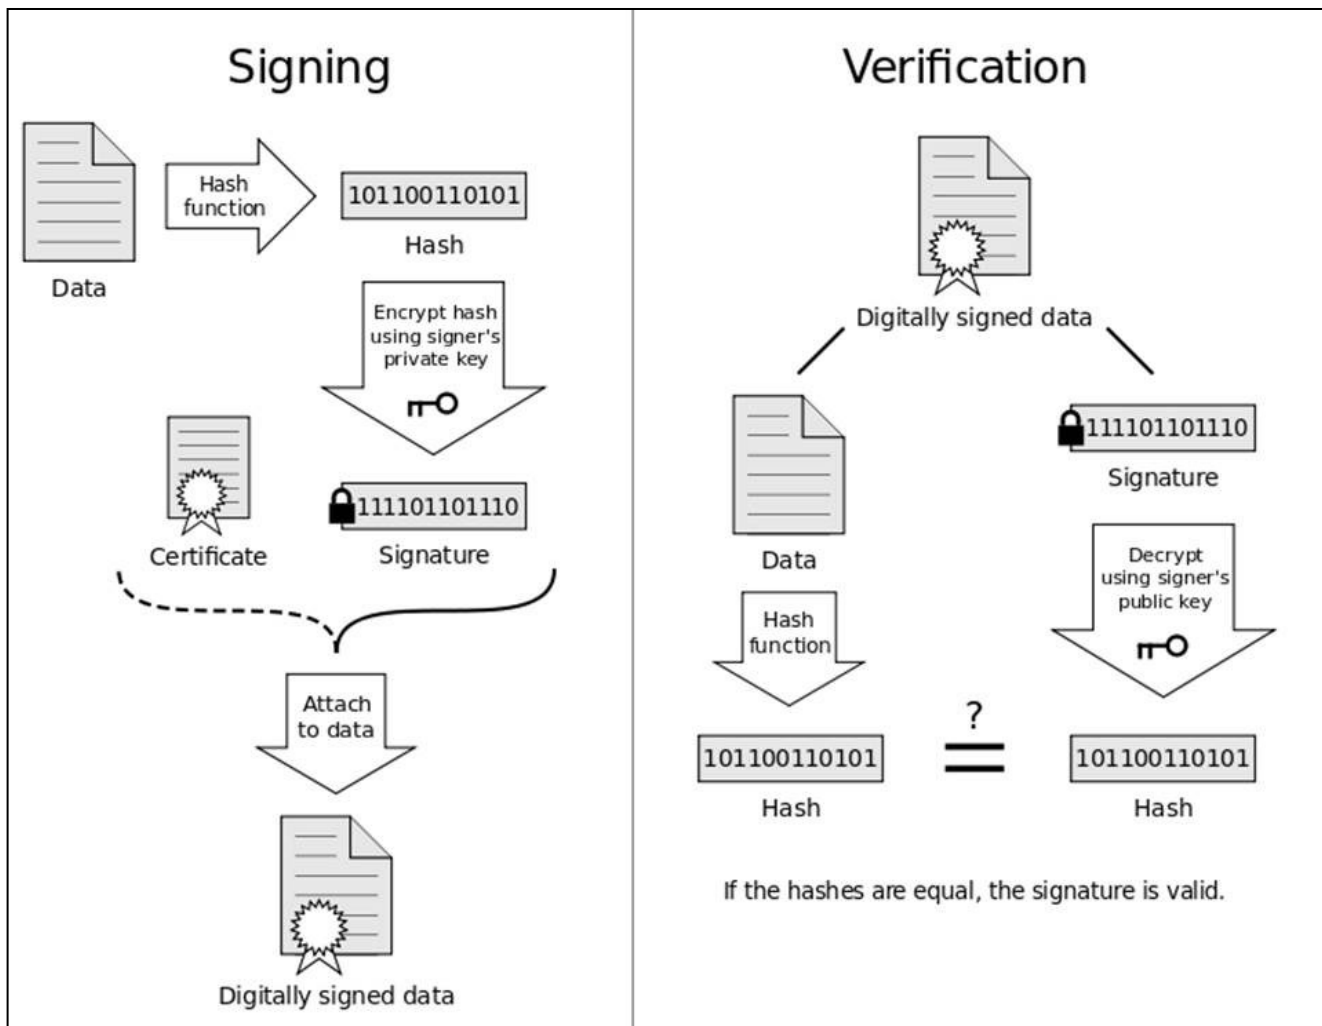 Signing
Hash
function
101100110101
Hash
Data
Encrypt hash
using signer's
private key
Certificate
111101101110
Signature
Attach
to data
Digitally signed data
Verification
Digitally signed data
Data
111101101110
Signature
Hash
function
Decrypt
using signer's
public key
101100110101
Hash
?
101100110101
Hash
If the hashes are equal, the signature is valid.